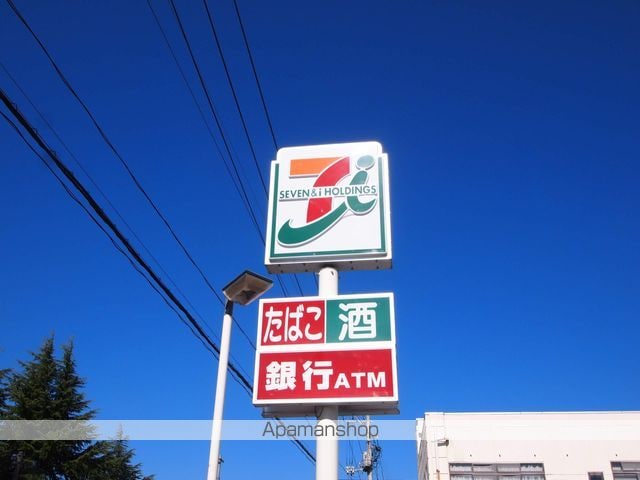 SEVEN & i HOLDINGS
たばこ 酒
銀行ATM
Apamanshop